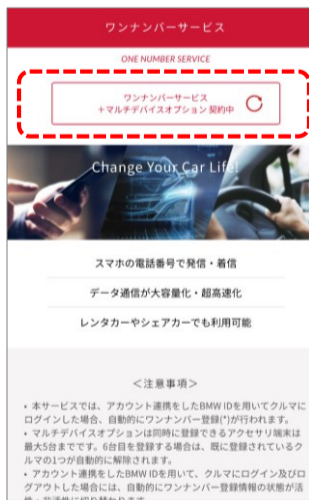 ワンナンバーサービス
ONE NUMBER SERVICE
ワンナンバーサービス
＋マルチデバイスオプション 契約中
Change Your Car Life!
スマホの電話番号で発信・着信
データ通信が大容量化・超高速化
レンタカーやシェアカーでも利用可能
＜注意事項＞
• 本サービスでは、アカウント連携をしたBMW IDを用いてクルマに
ログインした場合、自動的にワンナンバー登録(*)が行われます。
• マルチデバイスオプションは同時に登録できるアクセサリ端末は
最大5台までです。6台目を登録する場合は、既に登録されているク
ルマの1つが自動的に解除されます。
• アカウント連携をしたBMW IDを用いて、クルマにログイン及びロ
グアウトした場合には、自動的にワンナンバー登録情報の状態が活